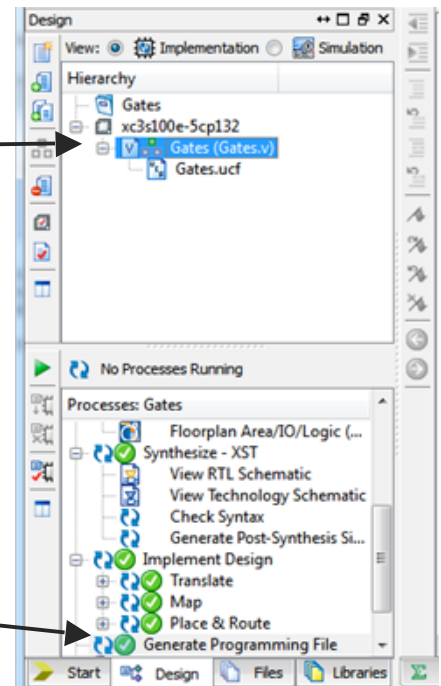 Design
View: Implementation Simulation
Hierarchy
Gates
xc3s100e-5cp132
Gates (Gates.v)
Gates.ucf
No Processes Running
Processes: Gates
Floorplan Area/IO/Logic (...
Synthesize - XST
View RTL Schematic
View Technology Schematic
Check Syntax
Generate Post-Synthesis Si...
Implement Design
Translate
Map
Place & Route
Generate Programming File
Start Design Files Libraries Σ